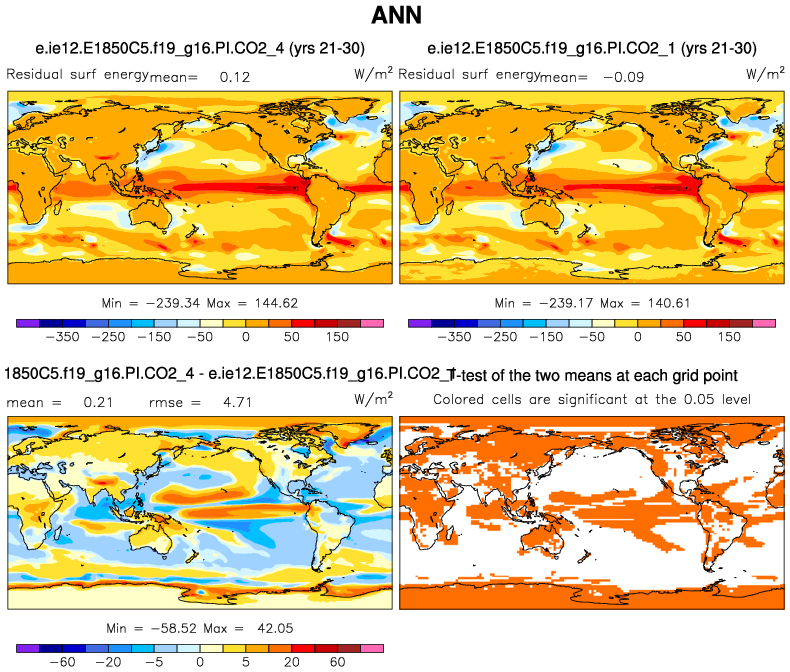 ANN
e.ie12.E1850C5.f19_g16.PI.CO2_4 (yrs 21-30)
e.ie12.E1850C5.f19_g16.PI.CO2_1 (yrs 21-30)
Residual surf energy mean= 0.12 W/m²
Residual surf energy mean= −0.09 W/m²
Min = −239.34 Max = 144.62
Min = −239.17 Max = 140.61
−350 −250 −150 −50 0 50 150
−350 −250 −150 −50 0 50 150
1850C5.f19_g16.PI.CO2_4 - e.ie12.E1850C5.f19_g16.PI.CO2_
T-test of the two means at each grid point
mean = 0.21 rmse = 4.71 W/m²
Colored cells are significant at the 0.05 level
Min = −58.52 Max = 42.05
−60 −20 −5 0 5 20 60